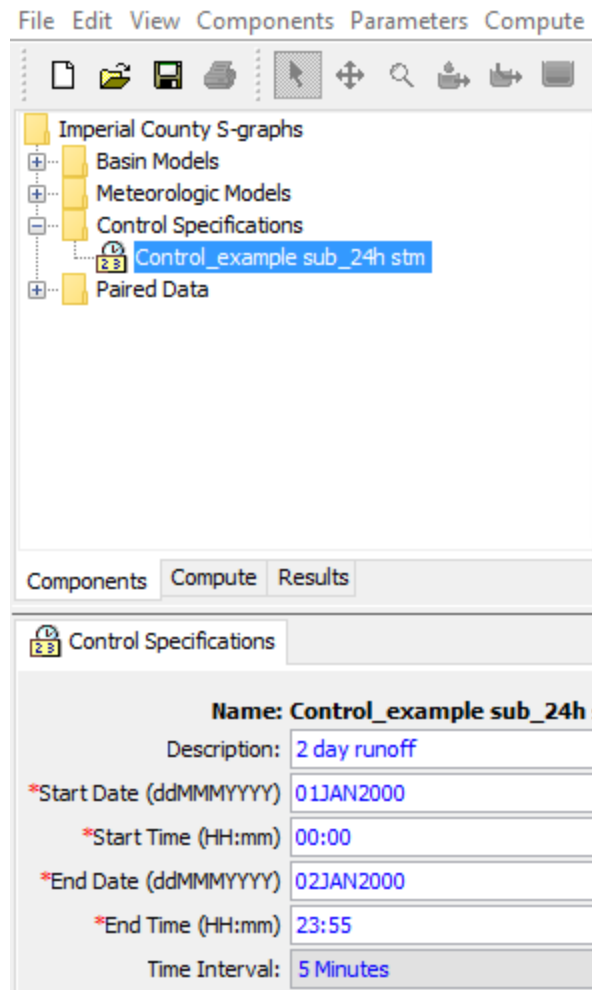 File Edit View Components Parameters Compute
Imperial County S-graphs
Basin Models
Meteorologic Models
Control Specifications
Control_example sub_24h stm
Paired Data
Components Compute Results
Control Specifications
Name: Control_example sub_24h
Description: 2 day runoff
*Start Date (ddMMMYYYY) 01JAN2000
*Start Time (HH:mm) 00:00
*End Date (ddMMMYYYY) 02JAN2000
*End Time (HH:mm) 23:55
Time Interval: 5 Minutes